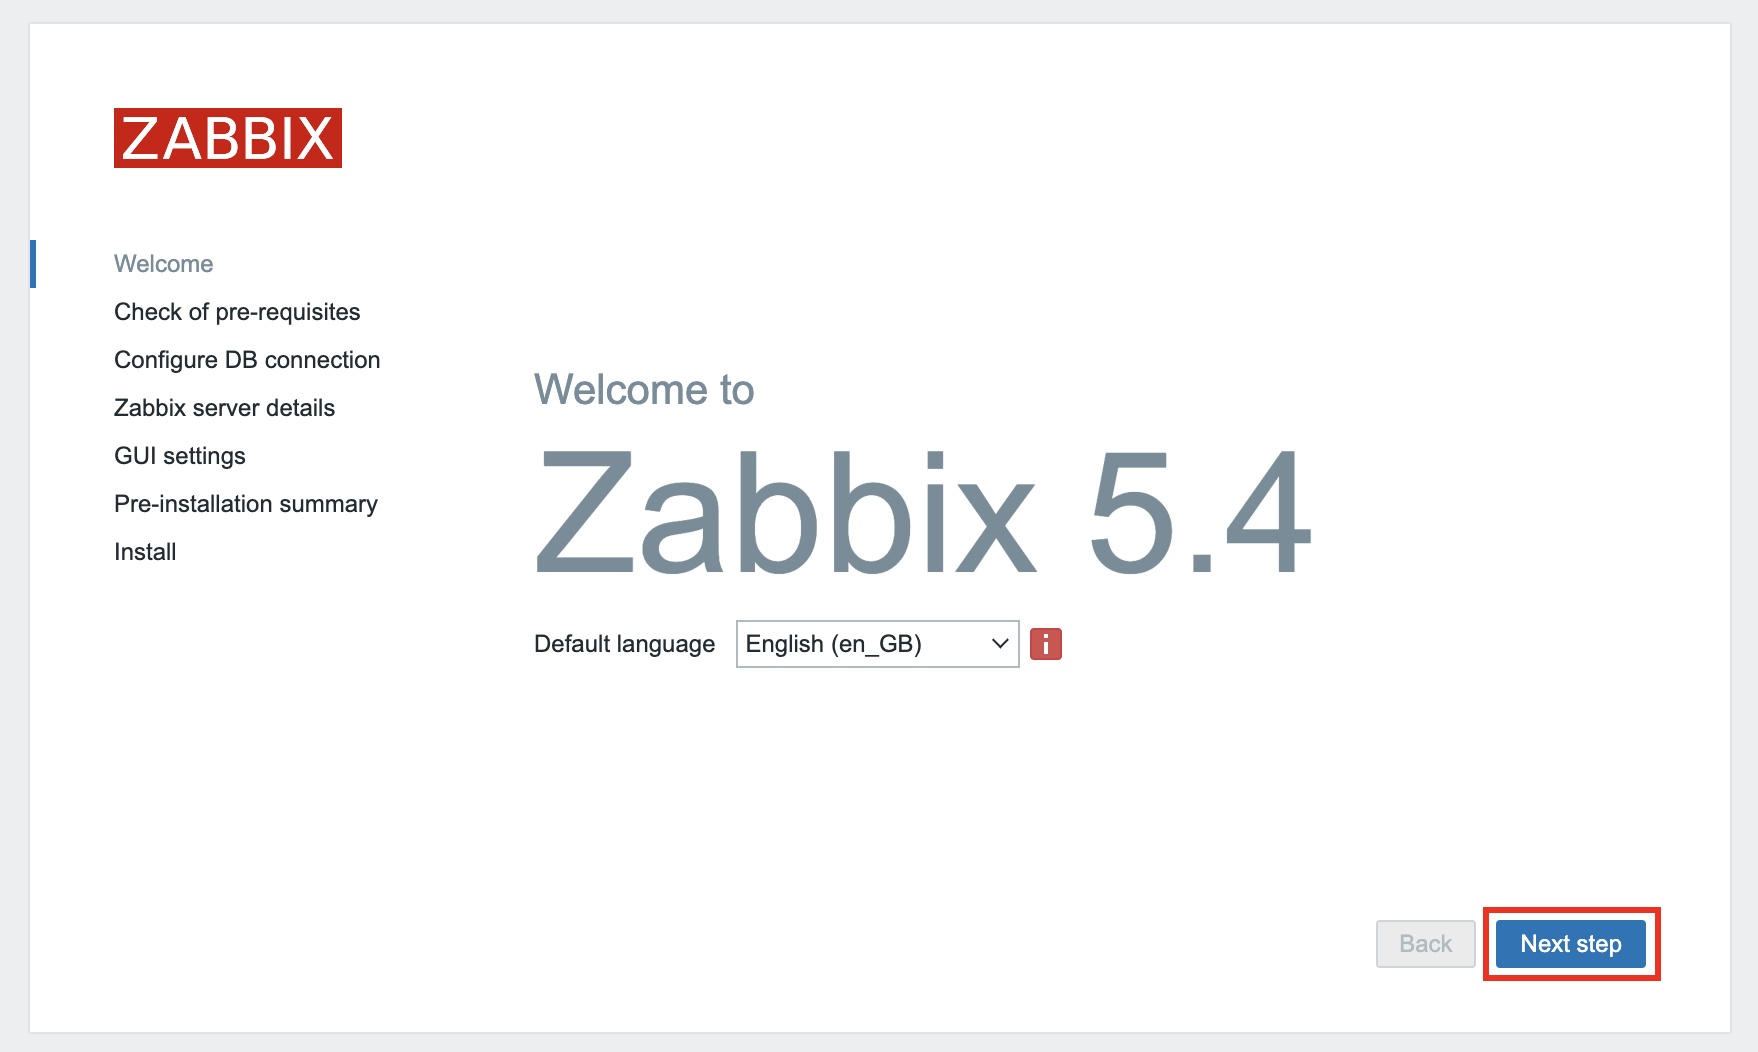 ZABBIX
Welcome
Check of pre-requisites
Configure DB connection
Zabbix server details
GUI settings
Pre-installation summary
Install
Welcome to
Zabbix 5.4
Default language English (en_GB) i
Back Next step